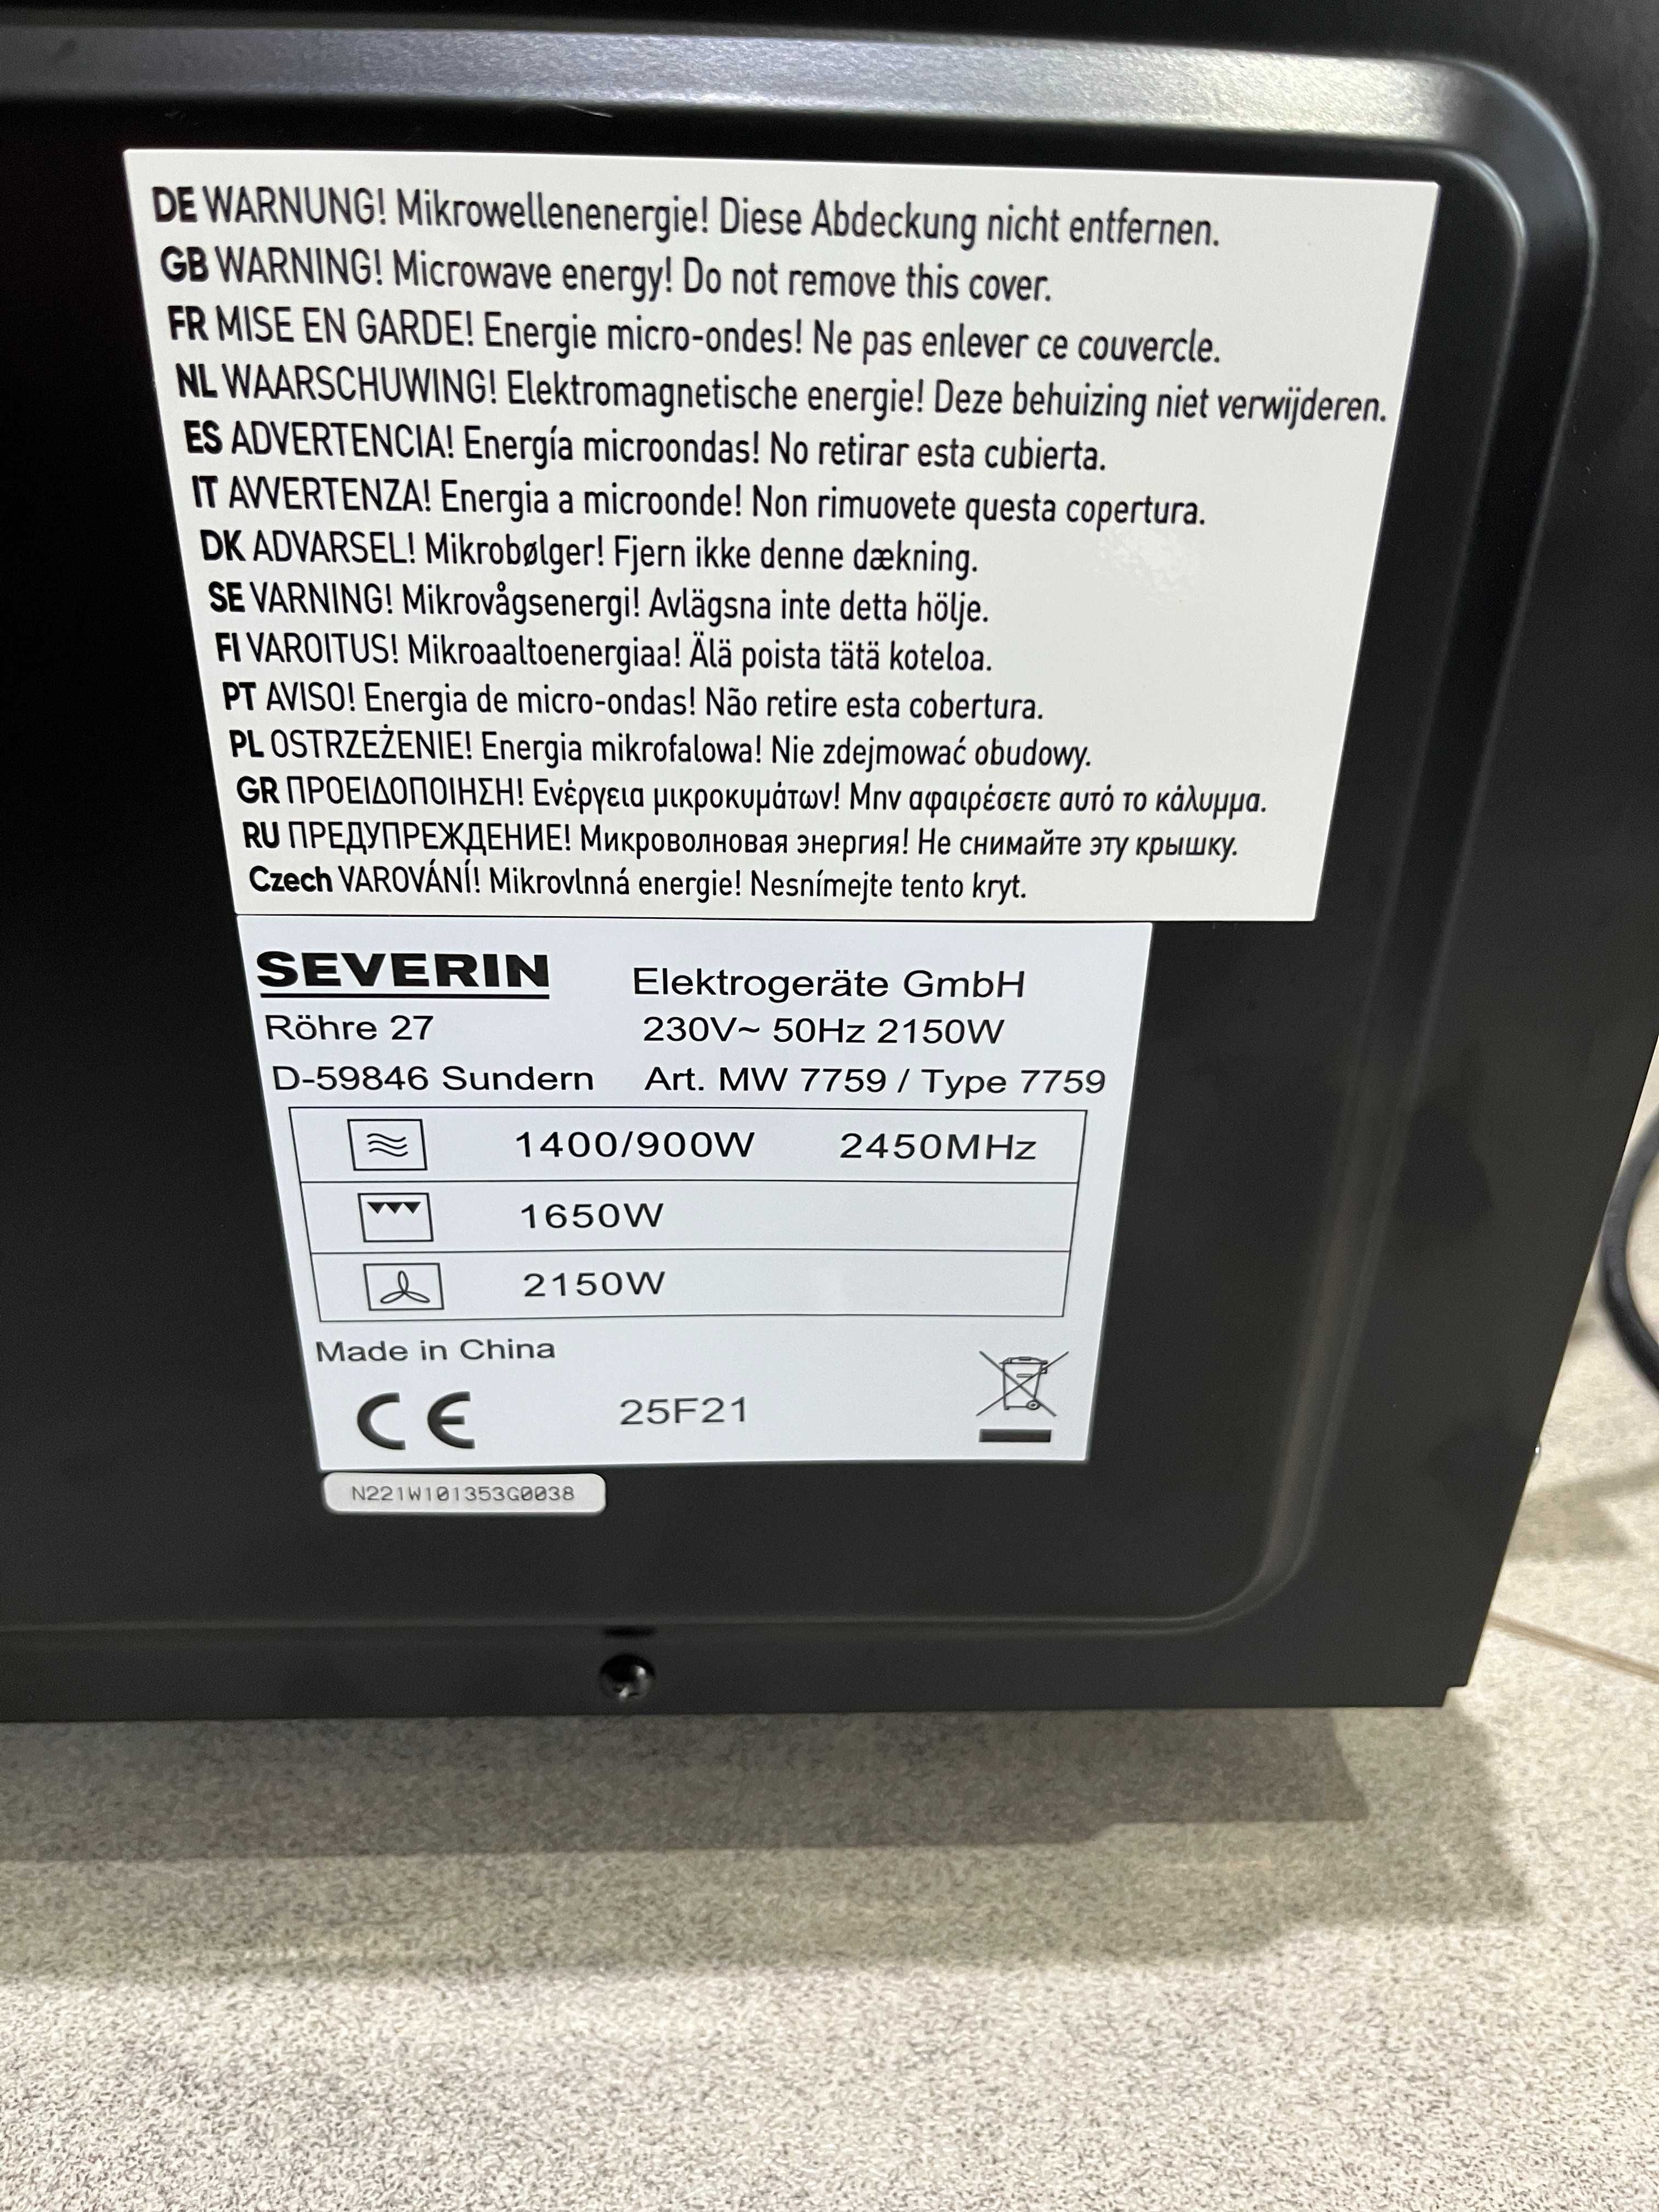 DE WARNUNG! Mikrowellenenergie! Diese Abdeckung nicht entfernen.
GB WARNING! Microwave energy! Do not remove this cover.
FR MISE EN GARDE! Energie micro-ondes! Ne pas enlever ce couvercle.
NL WAARSCHUWING! Elektromagnetische energie! Deze behuizing niet verwijderen.
ES ADVERTENCIA! Energía microondas! No retirar esta cubierta.
IT AVVERTENZA! Energia a microonde! Non rimuovete questa copertura.
DK ADVARSEL! Mikrobølger! Fjern ikke denne dækning.
SE VARNING! Mikrovågsenergi! Avlägsna inte detta hölje.
FI VAROITUS! Mikroaaltoenergiaa! Älä poista tätä koteloa.
PT AVISO! Energia de micro-ondas! Não retire esta cobertura.
PL OSTRZEŻENIE! Energia mikrofalowa! Nie zdejmować obudowy.
GR ΠΡΟΕΙΔΟΠΟΙΗΣΗ! Ενέργεια μικροκυμάτων! Μην αφαιρέσετε αυτό το κάλυμμα.
RU ПРЕДУПРЕЖДЕНИЕ! Микроволновая энергия! Не снимайте эту крышку.
Czech VAROVÁNÍ! Mikrovlnná energie! Nesnímejte tento kryt.
SEVERIN Elektrogeräte GmbH
Röhre 27 230V~ 50Hz 2150W
D-59846 Sundern Art. MW 7759 / Type 7759
1400/900W 2450MHz
1650W
2150W
Made in China
CE 25F21
N221W101353G0038